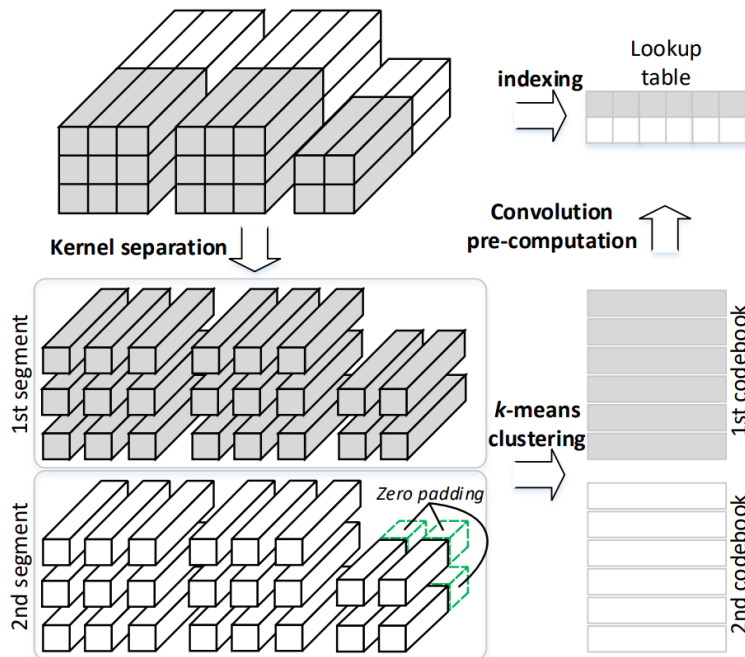 Lookup
table
indexing
Convolution
pre-computation
Kernel separation
1st segment
k-means
clustering
1st codebook
Zero padding
2nd segment
2nd codebook